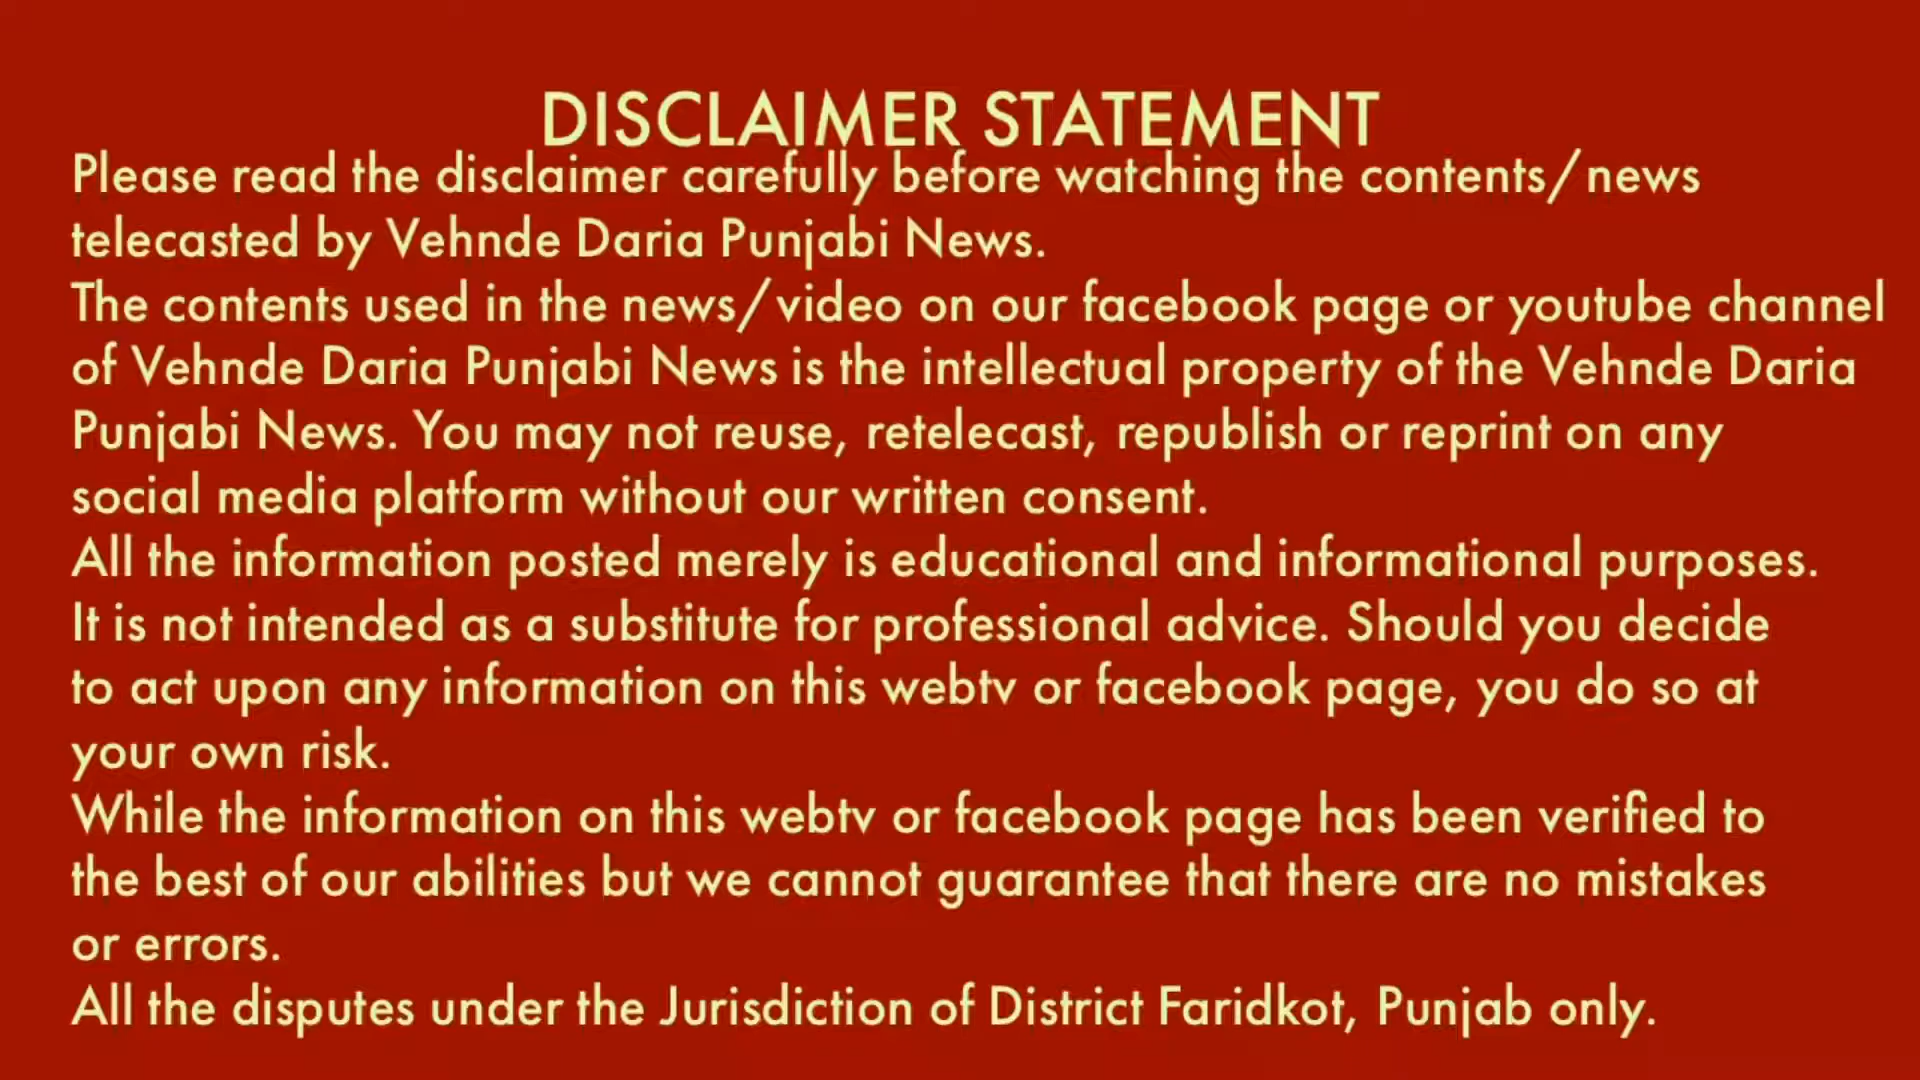 DISCLAIMER STATEMENT
Please read the disclaimer carefully before watching the contents/news
telecasted by Vehnde Daria Punjabi News.
The contents used in the news/video on our facebook page or youtube channel
of Vehnde Daria Punjabi News is the intellectual property of the Vehnde Daria
Punjabi News. You may not reuse, retelecast, republish or reprint on any
social media platform without our written consent.
All the information posted merely is educational and informational purposes.
It is not intended as a substitute for professional advice. Should you decide
to act upon any information on this webtv or facebook page, you do so at
your own risk.
While the information on this webtv or facebook page has been verified to
the best of our abilities but we cannot guarantee that there are no mistakes
or errors.
All the disputes under the Jurisdiction of District Faridkot, Punjab only.